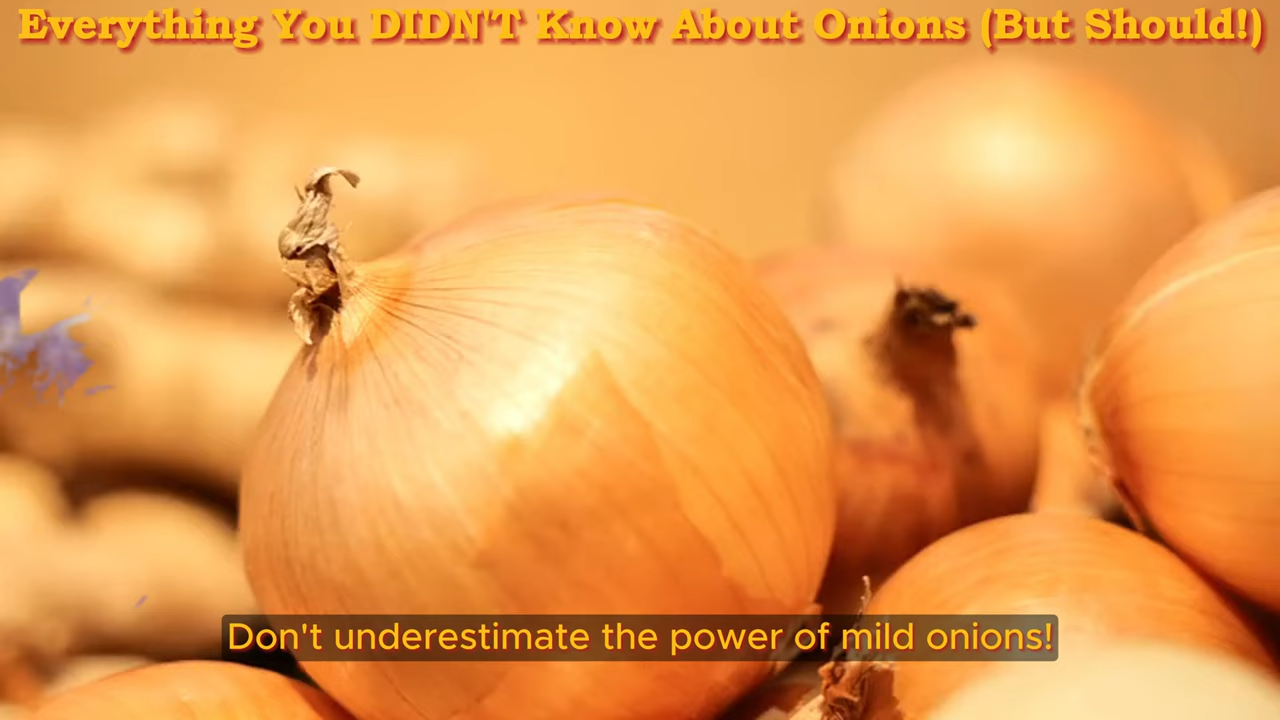 Everything You DIDN'T Know About Onions (But Should!)
Don't underestimate the power of mild onions!